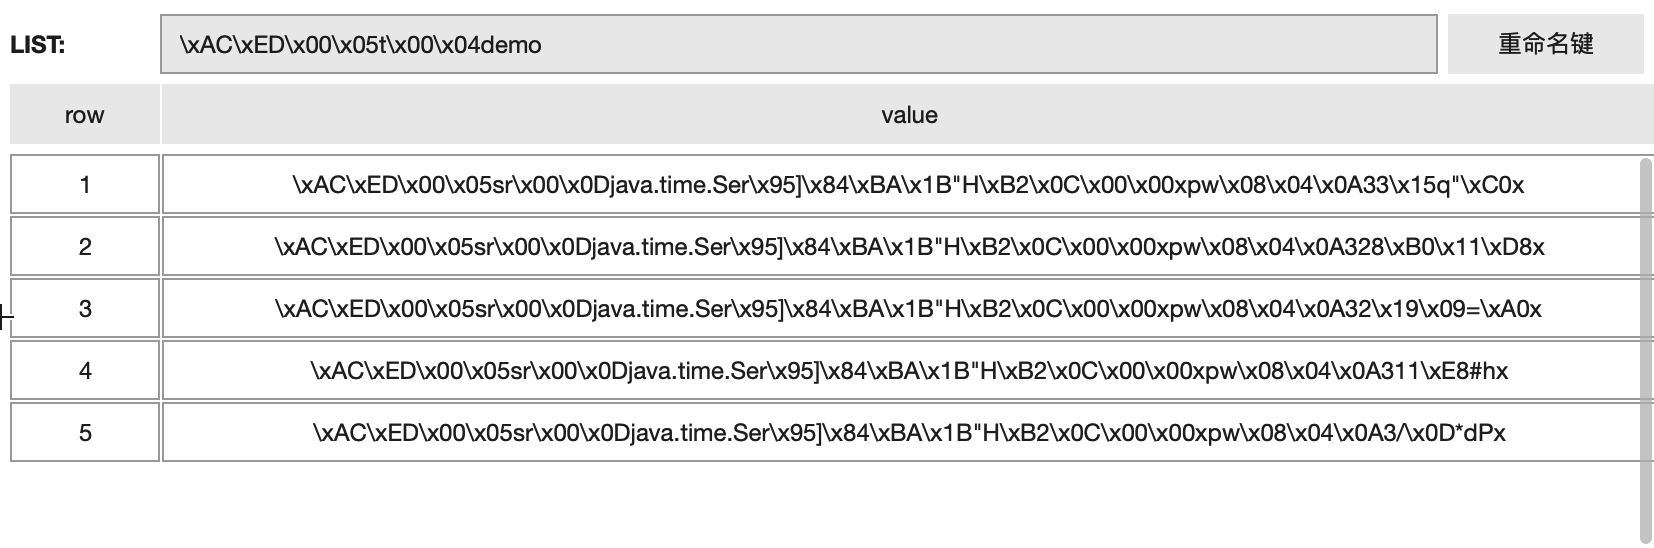 LIST: \xAC\xED\x00\x05t\x00\x04demo 重命名键
row value
1 \xAC\xED\x00\x05sr\x00\x0Djava.time.Ser\x95]\x84\xBA\x1B"H\xB2\x0C\x00\x00xpw\x08\x04\x0A33\x15q"\xC0x
2 \xAC\xED\x00\x05sr\x00\x0Djava.time.Ser\x95]\x84\xBA\x1B"H\xB2\x0C\x00\x00xpw\x08\x04\x0A328\xB0\x11\xD8x
3 \xAC\xED\x00\x05sr\x00\x0Djava.time.Ser\x95]\x84\xBA\x1B"H\xB2\x0C\x00\x00xpw\x08\x04\x0A32\x19\x09=\xA0x
4 \xAC\xED\x00\x05sr\x00\x0Djava.time.Ser\x95]\x84\xBA\x1B"H\xB2\x0C\x00\x00xpw\x08\x04\x0A311\xE8#hx
5 \xAC\xED\x00\x05sr\x00\x0Djava.time.Ser\x95]\x84\xBA\x1B"H\xB2\x0C\x00\x00xpw\x08\x04\x0A3/\x0D*dPx